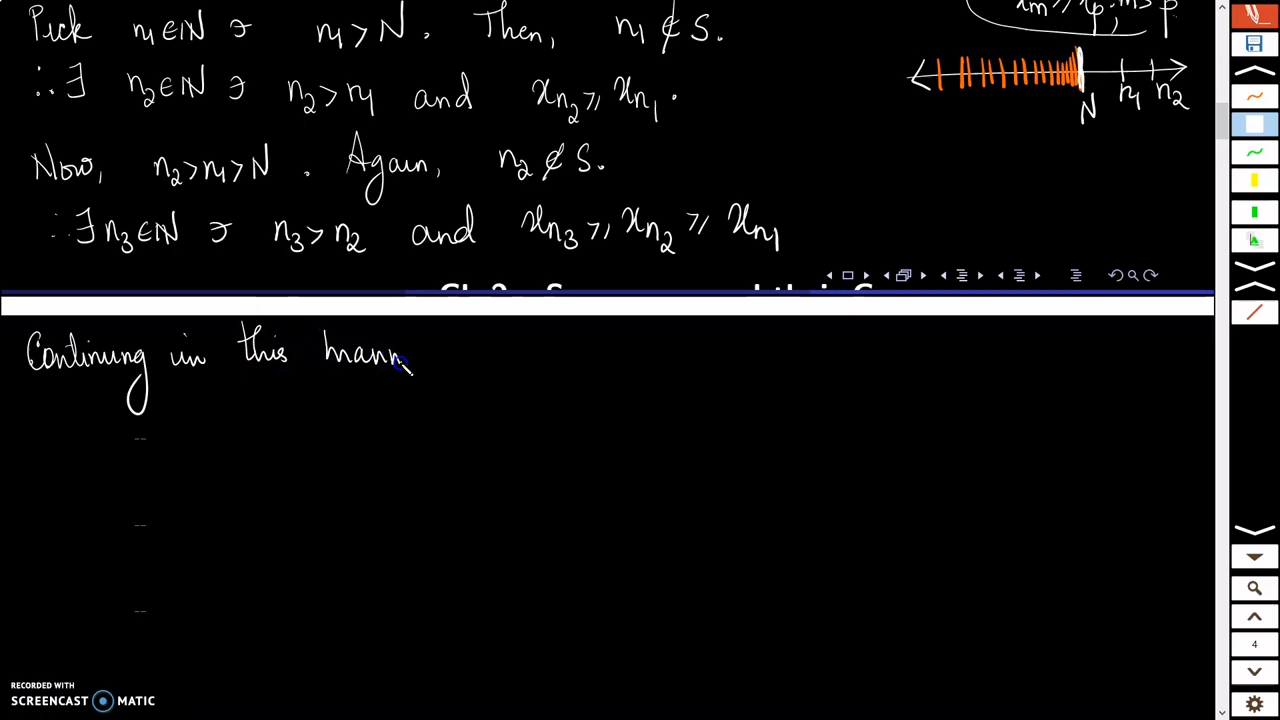 Pick n₁∈ℕ ∋ n₁ > N. Then, n₁ ∉ S.
∴ ∃ n₂∈ℕ ∋ n₂ > n₁ and xₙ₂ ⩾ xₙ₁.
N n₁ n₂
Now, n₂ > n₁ > N. Again, n₂ ∉ S.
∴ ∃ n₃∈ℕ ∋ n₃ > n₂ and xₙ₃ ⩾ xₙ₂ ⩾ xₙ₁
Continuing in this mann
4
RECORDED WITH
SCREENCAST MATIC